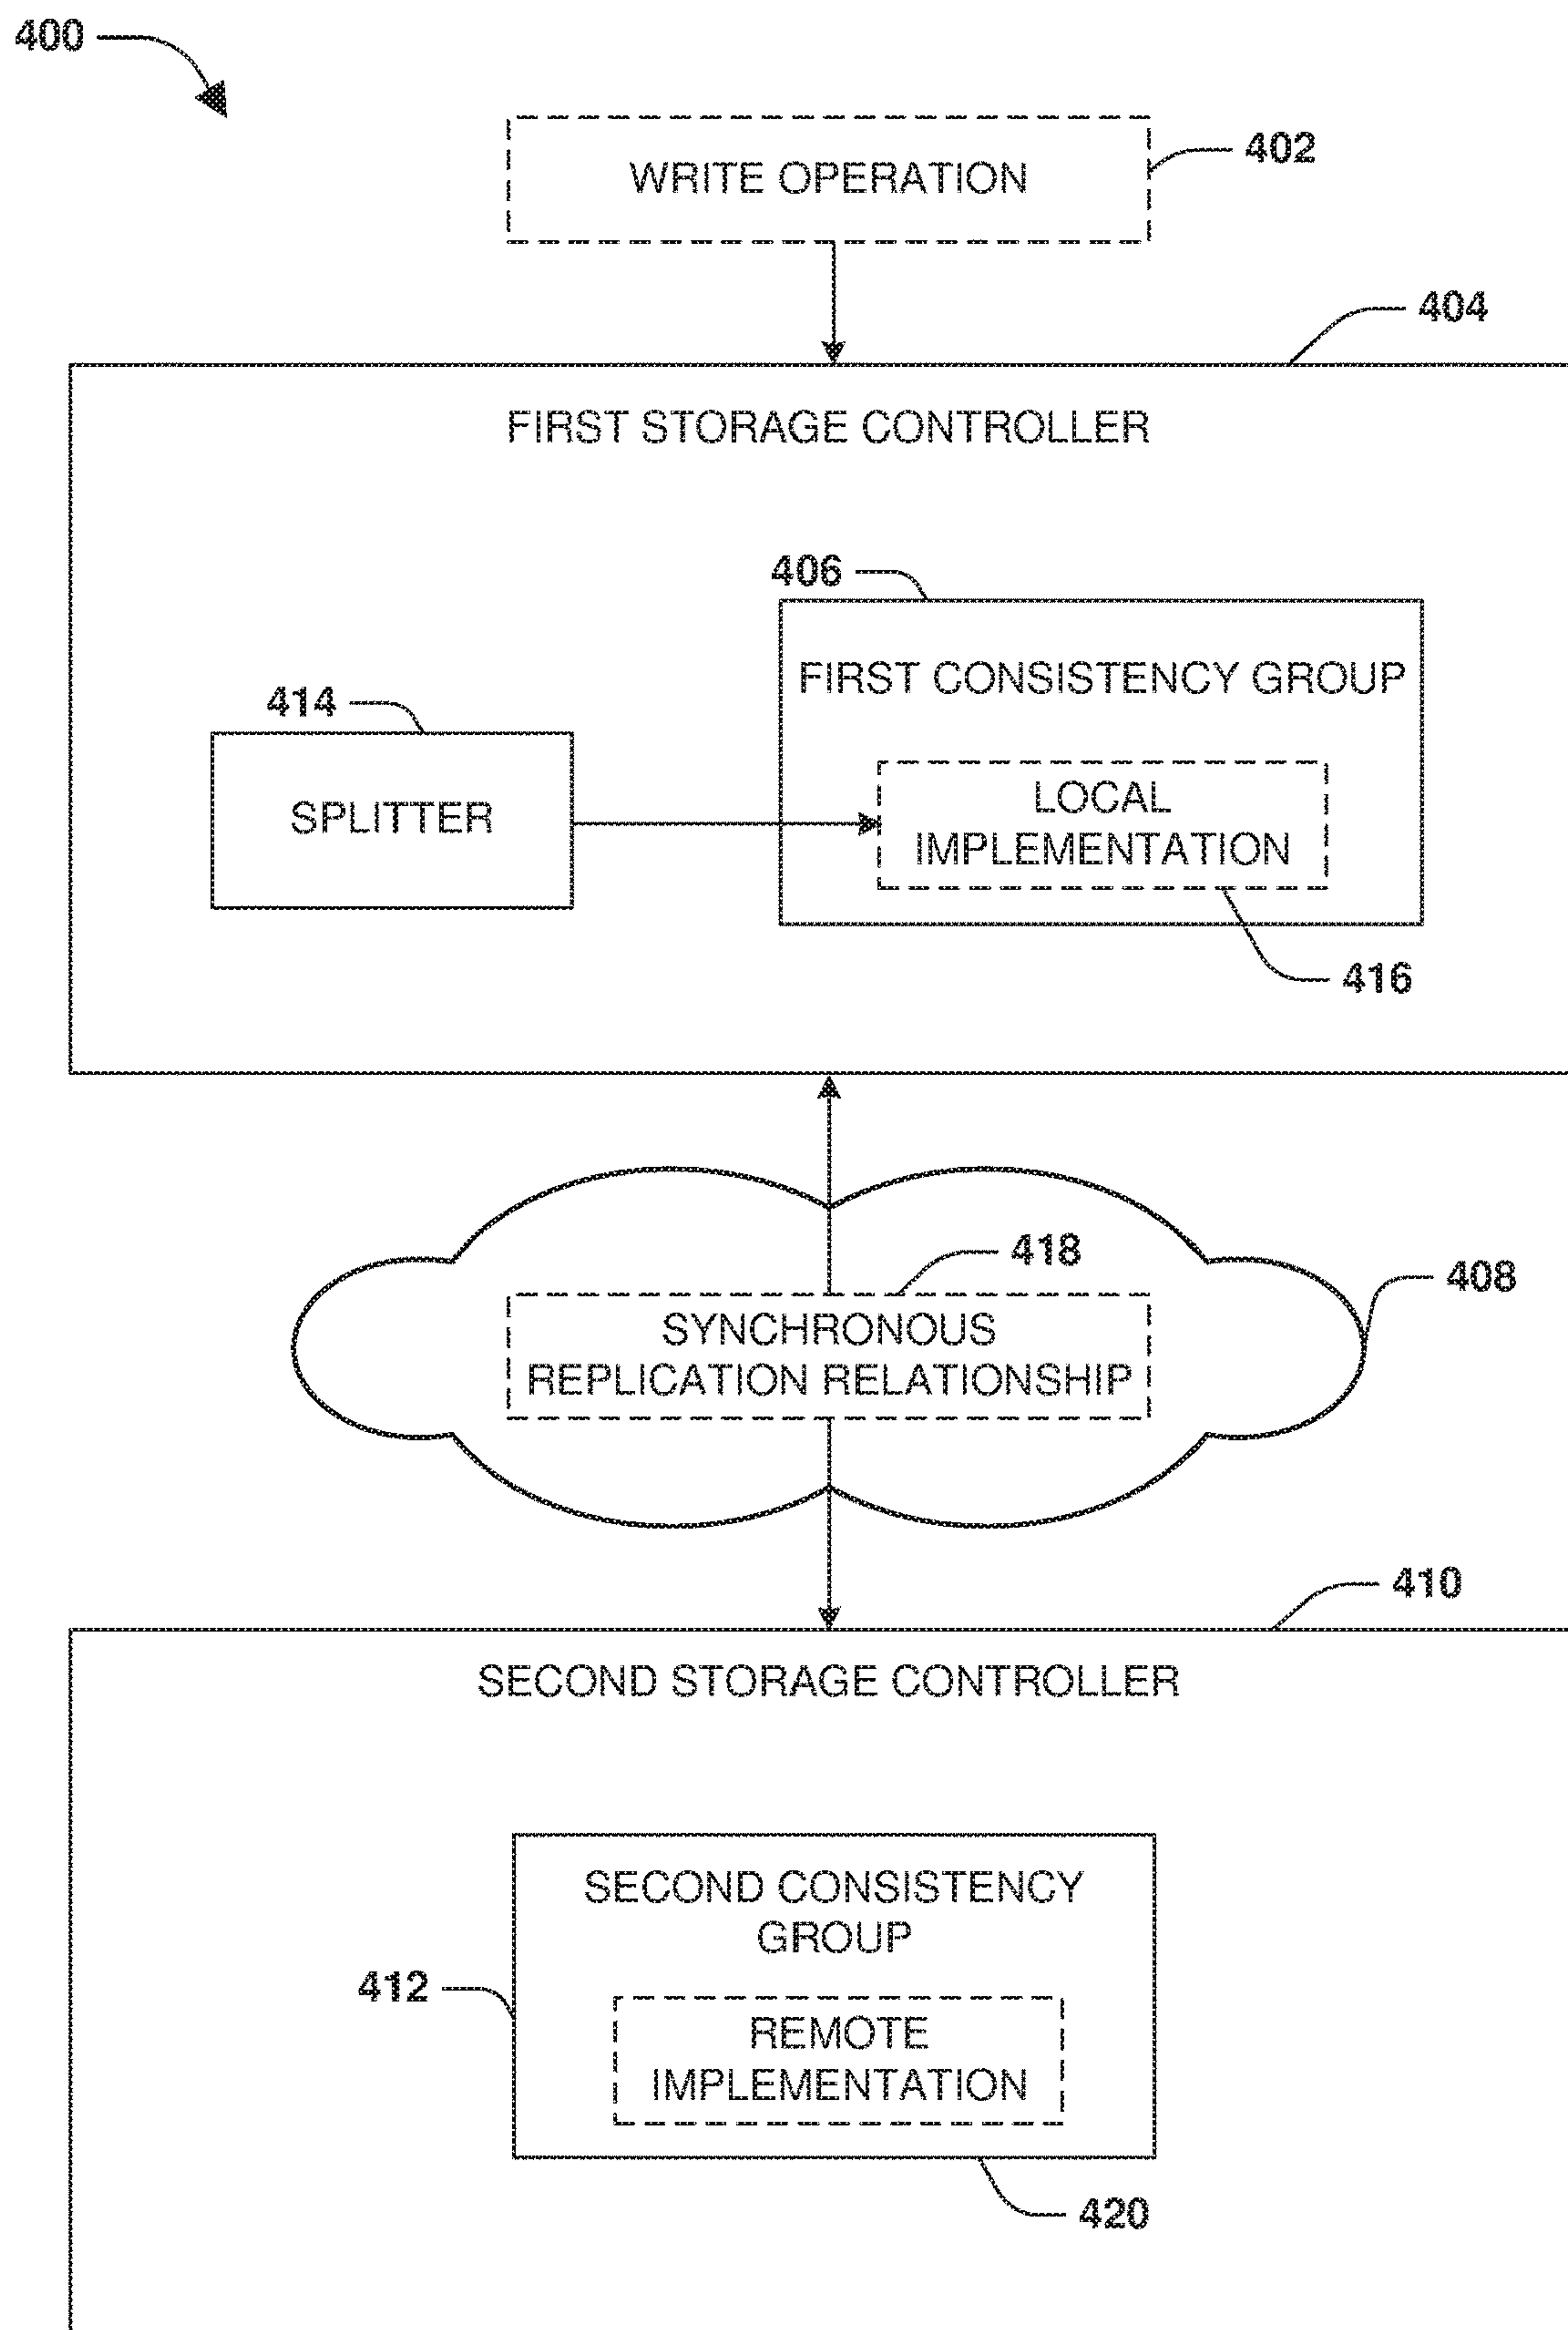 400
WRITE OPERATION
402
404
FIRST STORAGE CONTROLLER
406
FIRST CONSISTENCY GROUP
414
SPLITTER
LOCAL
IMPLEMENTATION
416
418
408
SYNCHRONOUS
REPLICATION RELATIONSHIP
410
SECOND STORAGE CONTROLLER
SECOND CONSISTENCY
GROUP
412
REMOTE
IMPLEMENTATION
420